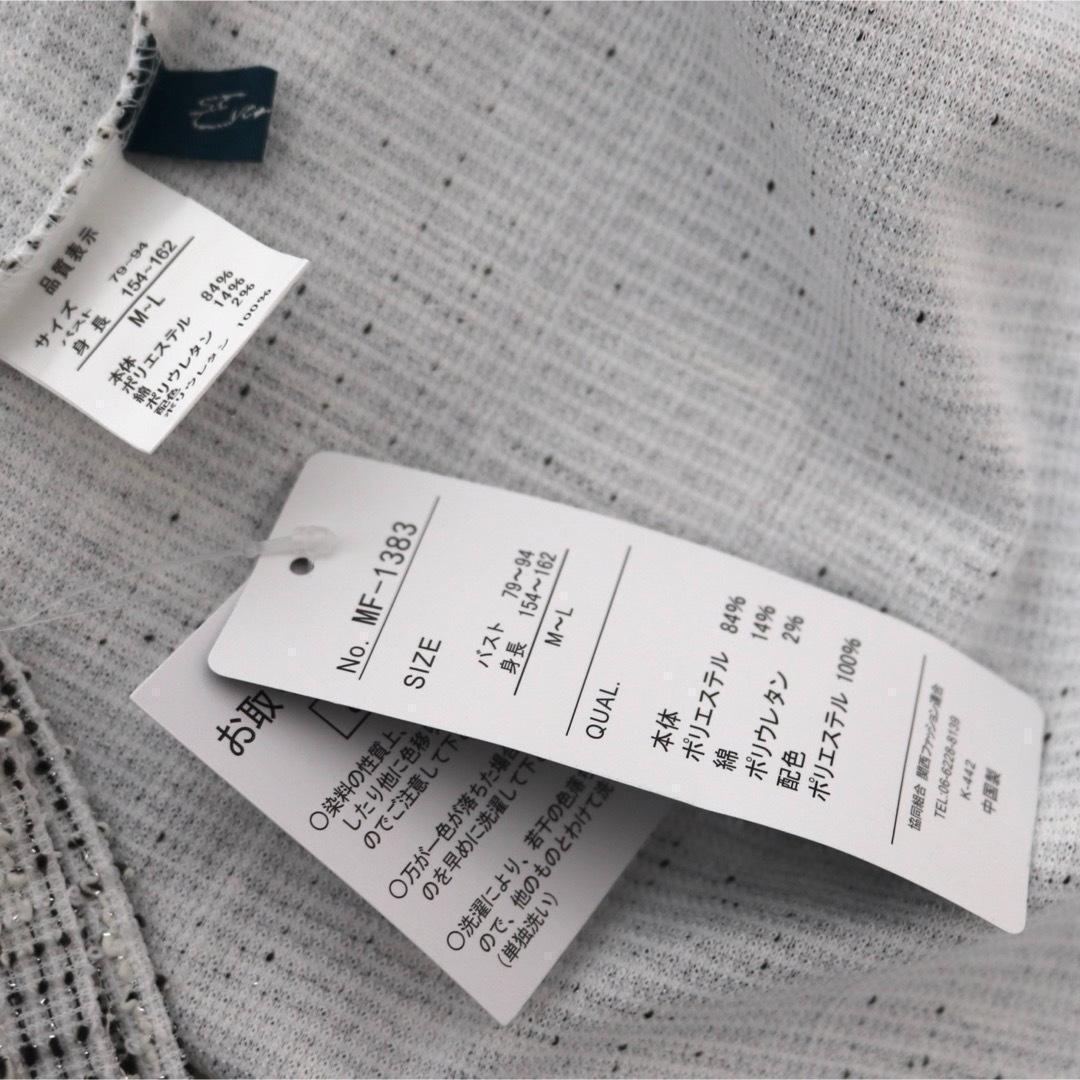 品質表示
サイズ
バスト 79~94
身長 154~162
M~L
本体
ポリエステル 84%
綿 14%
ポリウレタン 2%
配色
100%
No. MF-1383
SIZE
バスト 79~94
身長 154~162
M~L
QUAL.
本体
ポリエステル 84%
綿 14%
ポリウレタン 2%
配色
ポリエステル 100%
協同組合 関西ファッション連合
TEL:06-6228-8139
K-442
中国製
お取
○染料の性質上、
したり他に色移
のでご注意して下
○万が一色が落ちた場合
のを早めに洗濯して下
○洗濯により、若干の色落
ので、他のものとわけて洗
(単独洗い)